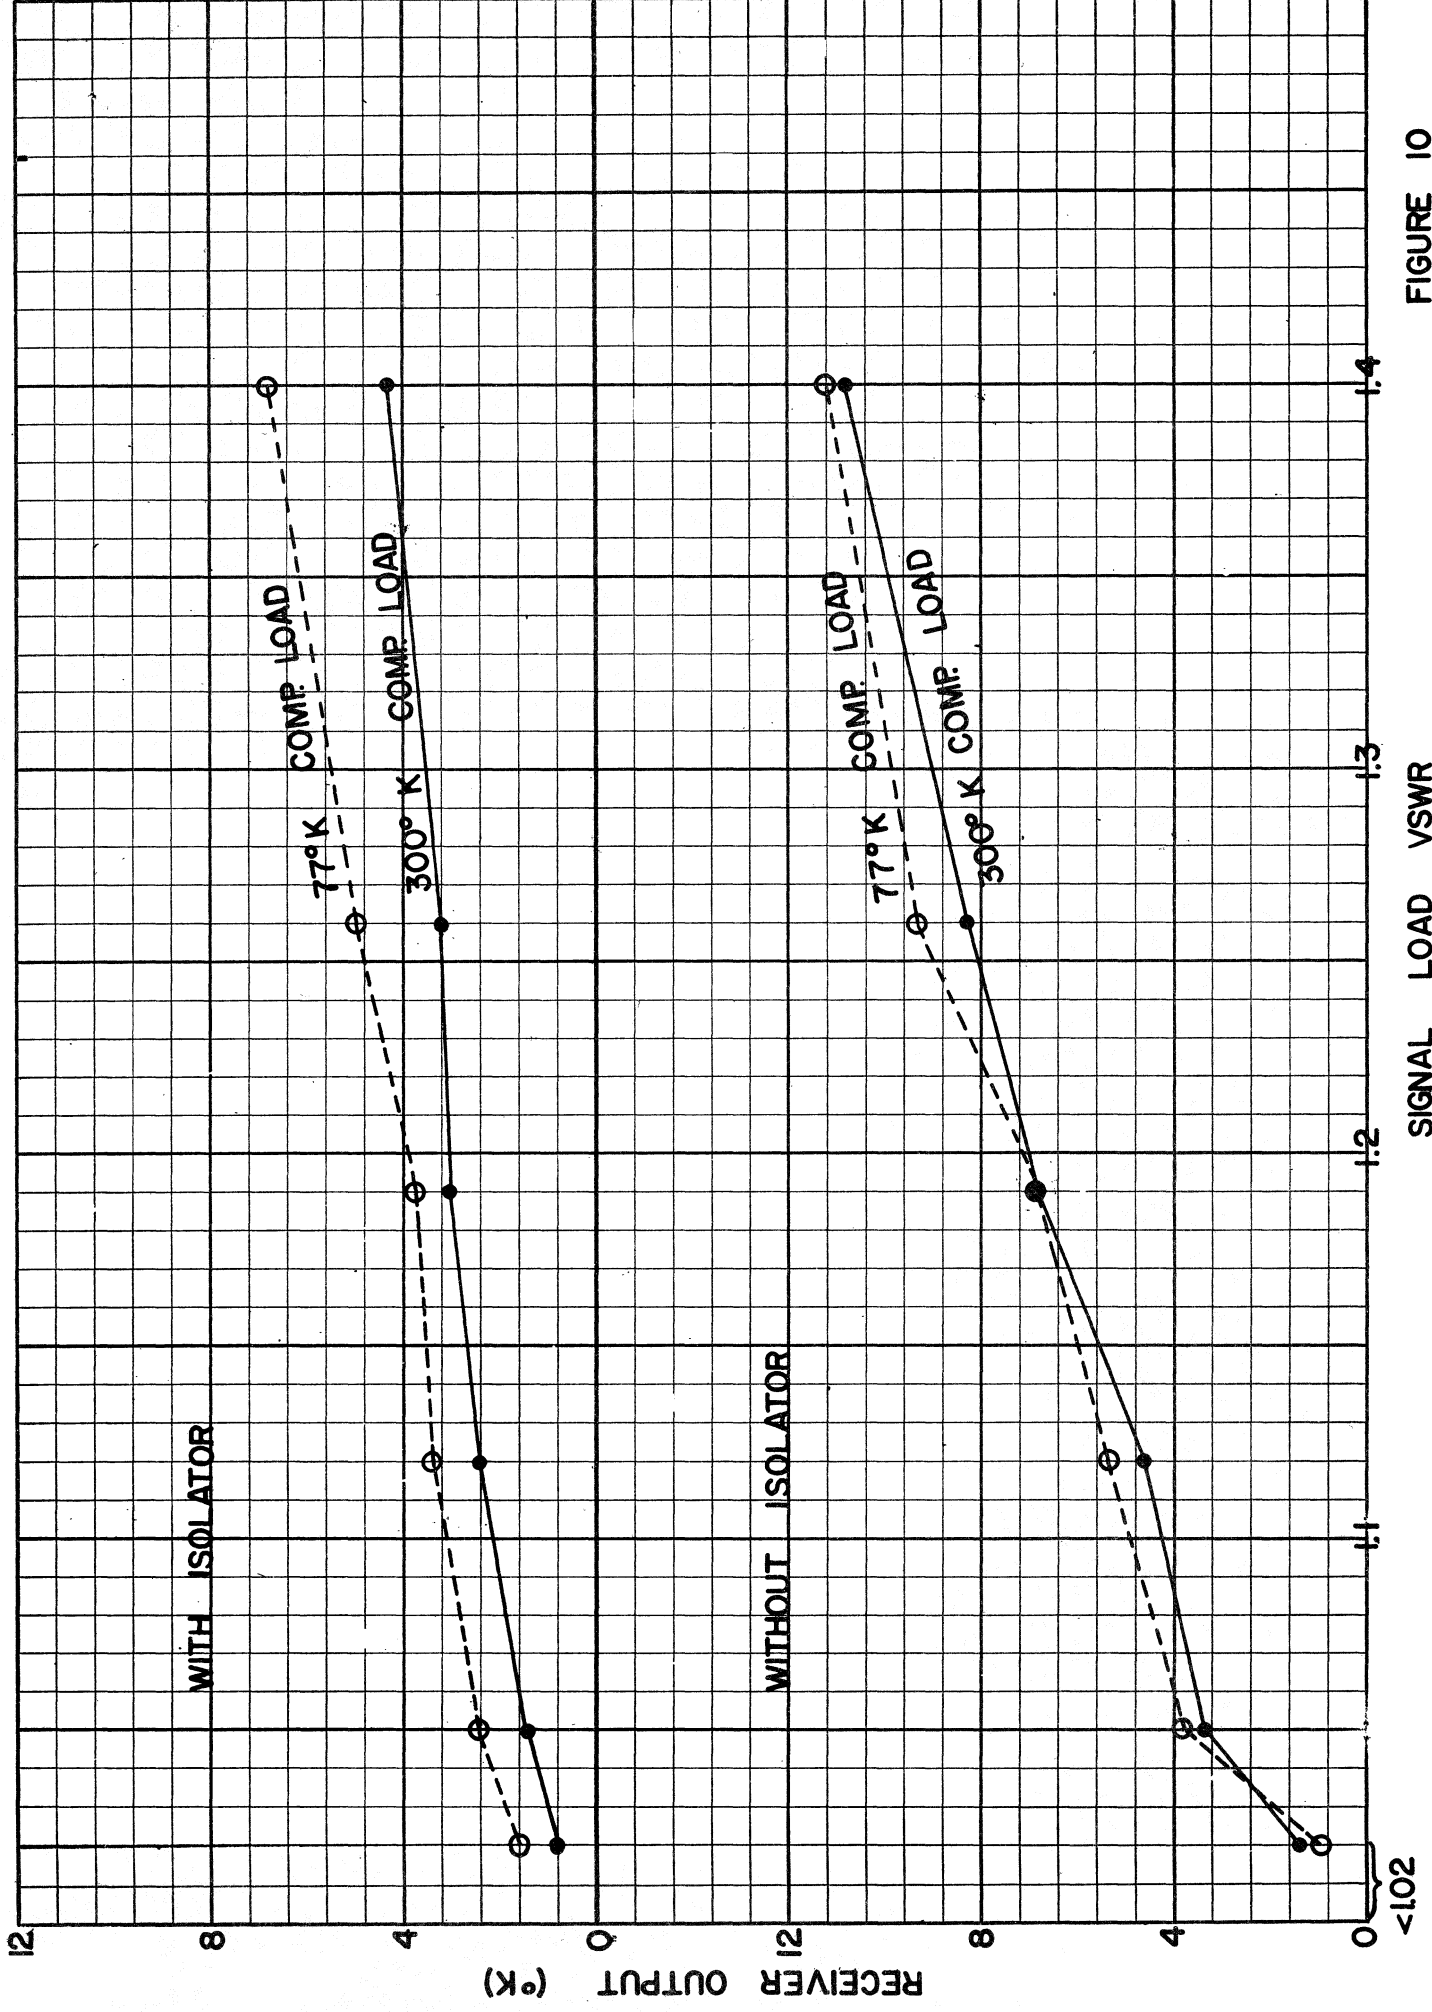 12
8
4
0
12
8
4
0
RECEIVER OUTPUT (°K)
WITH ISOLATOR
77° K COMP. LOAD
300° K COMP. LOAD
WITHOUT ISOLATOR
77° K COMP. LOAD
300° K COMP. LOAD
<1.02
1.1
1.2
1.3
1.4
SIGNAL LOAD VSWR
FIGURE 10